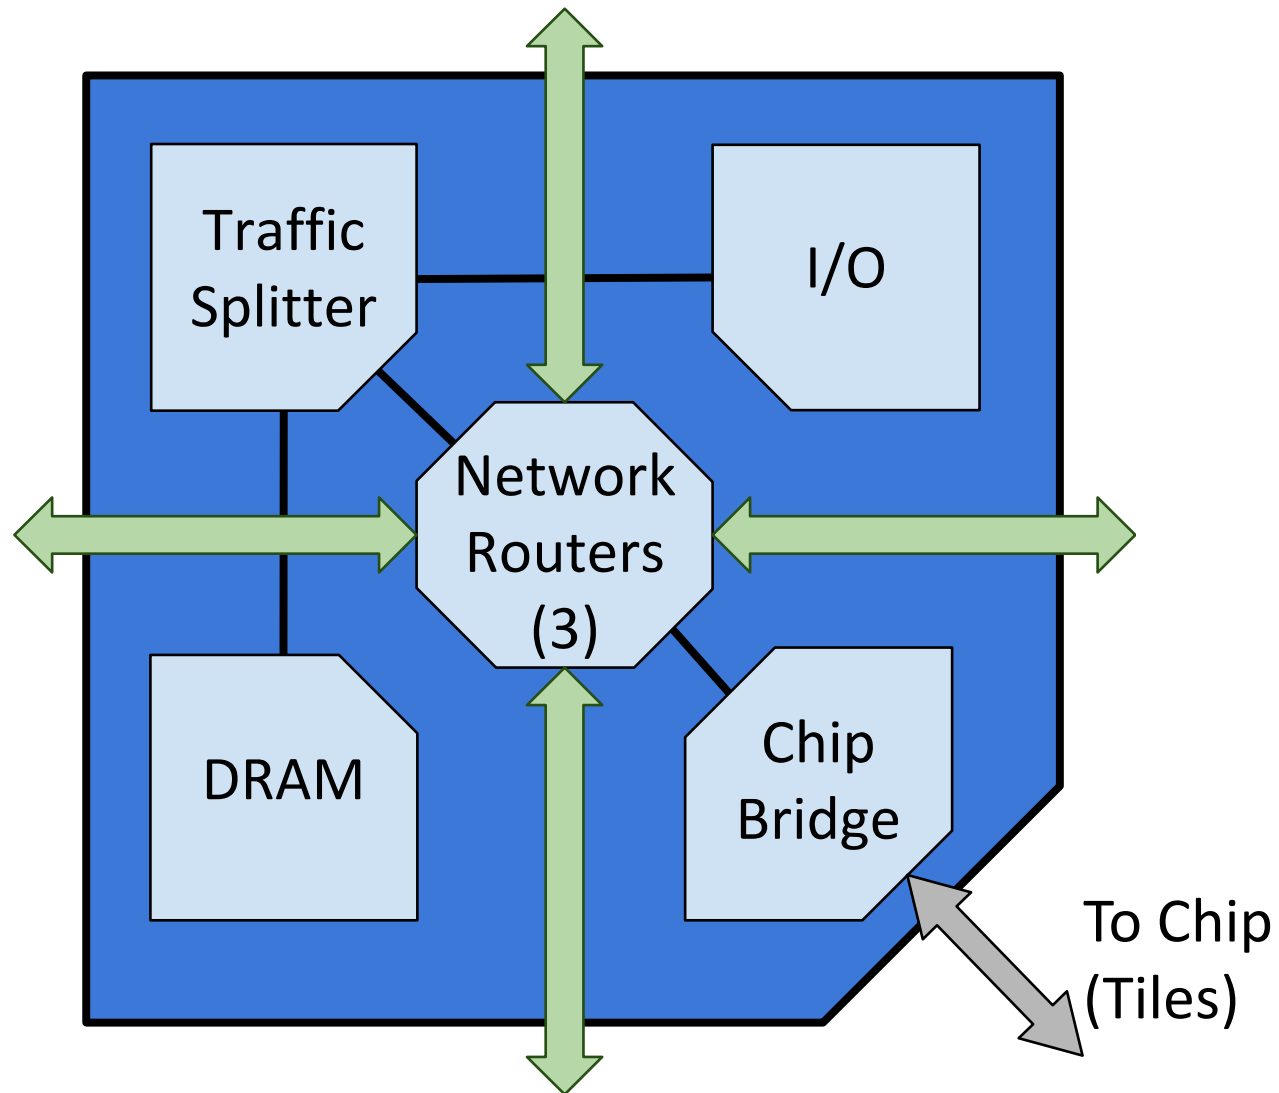 Traffic
Splitter
I/O
Network
Routers
(3)
DRAM
Chip
Bridge
To Chip
(Tiles)